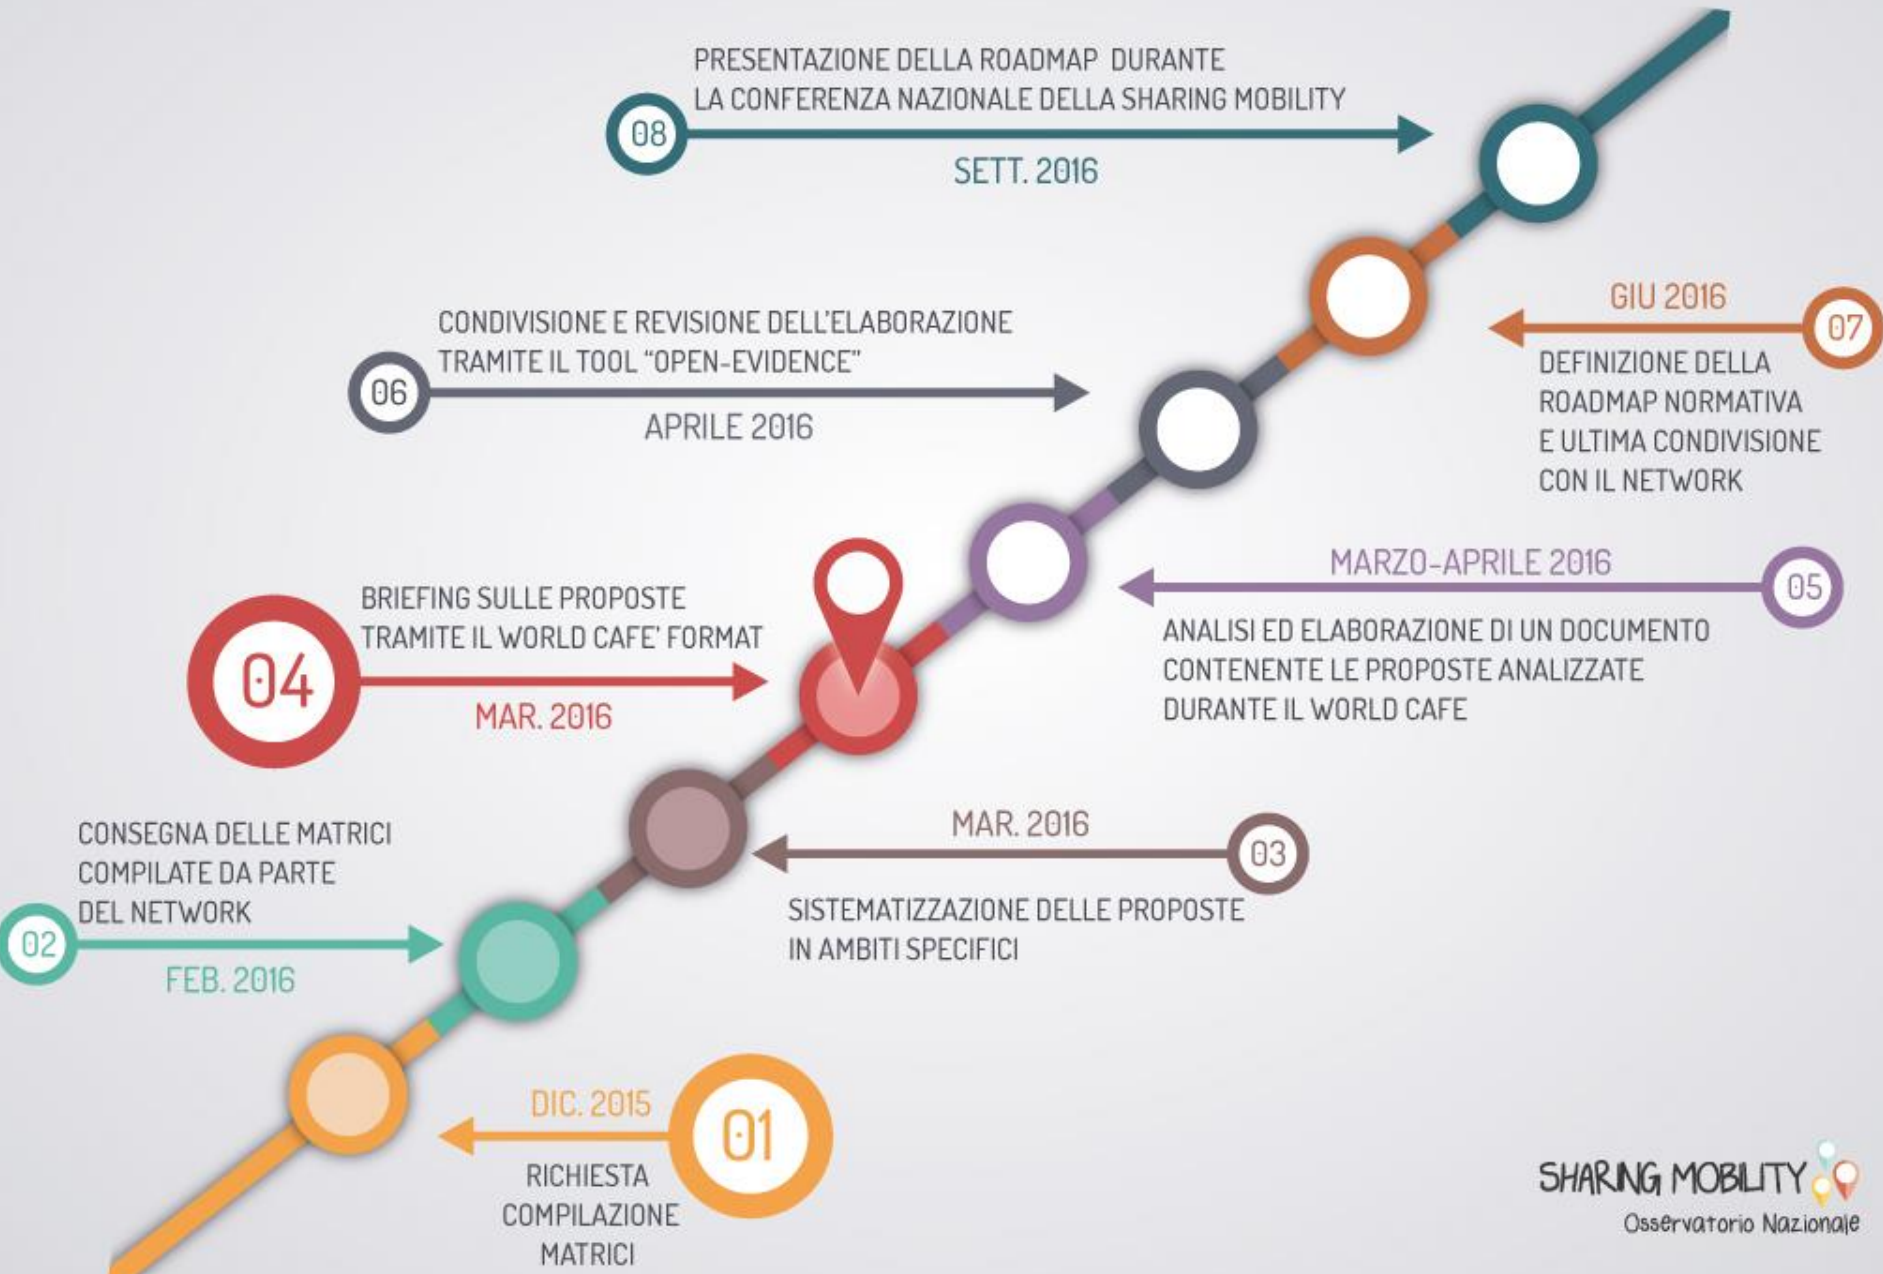 PRESENTAZIONE DELLA ROADMAP DURANTE
LA CONFERENZA NAZIONALE DELLA SHARING MOBILITY
08
SETT. 2016
GIU 2016
07
DEFINIZIONE DELLA
ROADMAP NORMATIVA
E ULTIMA CONDIVISIONE
CON IL NETWORK
CONDIVISIONE E REVISIONE DELL'ELABORAZIONE
TRAMITE IL TOOL “OPEN-EVIDENCE”
06
APRILE 2016
MARZO-APRILE 2016
05
ANALISI ED ELABORAZIONE DI UN DOCUMENTO
CONTENENTE LE PROPOSTE ANALIZZATE
DURANTE IL WORLD CAFE
BRIEFING SULLE PROPOSTE
TRAMITE IL WORLD CAFE' FORMAT
04
MAR. 2016
MAR. 2016
03
SISTEMATIZZAZIONE DELLE PROPOSTE
IN AMBITI SPECIFICI
CONSEGNA DELLE MATRICI
COMPILATE DA PARTE
DEL NETWORK
02
FEB. 2016
DIC. 2015
01
RICHIESTA
COMPILAZIONE
MATRICI
SHARING MOBILITY
Osservatorio Nazionale